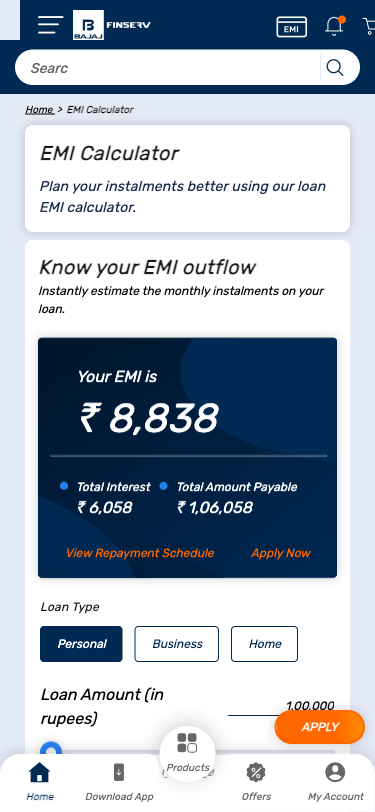 BAJAJ
FINSERV
EMI
Searc
Home > EMI Calculator
EMI Calculator
Plan your instalments better using our loan
EMI calculator.
Know your EMI outflow
Instantly estimate the monthly instalments on your
loan.
Your EMI is
₹ 8,838
Total Interest
₹ 6,058
Total Amount Payable
₹ 1,06,058
View Repayment Schedule
Apply Now
Loan Type
Personal
Business
Home
Loan Amount (in
rupees)
1,00,000
APPLY
Home
Download App
Products
Offers
My Account